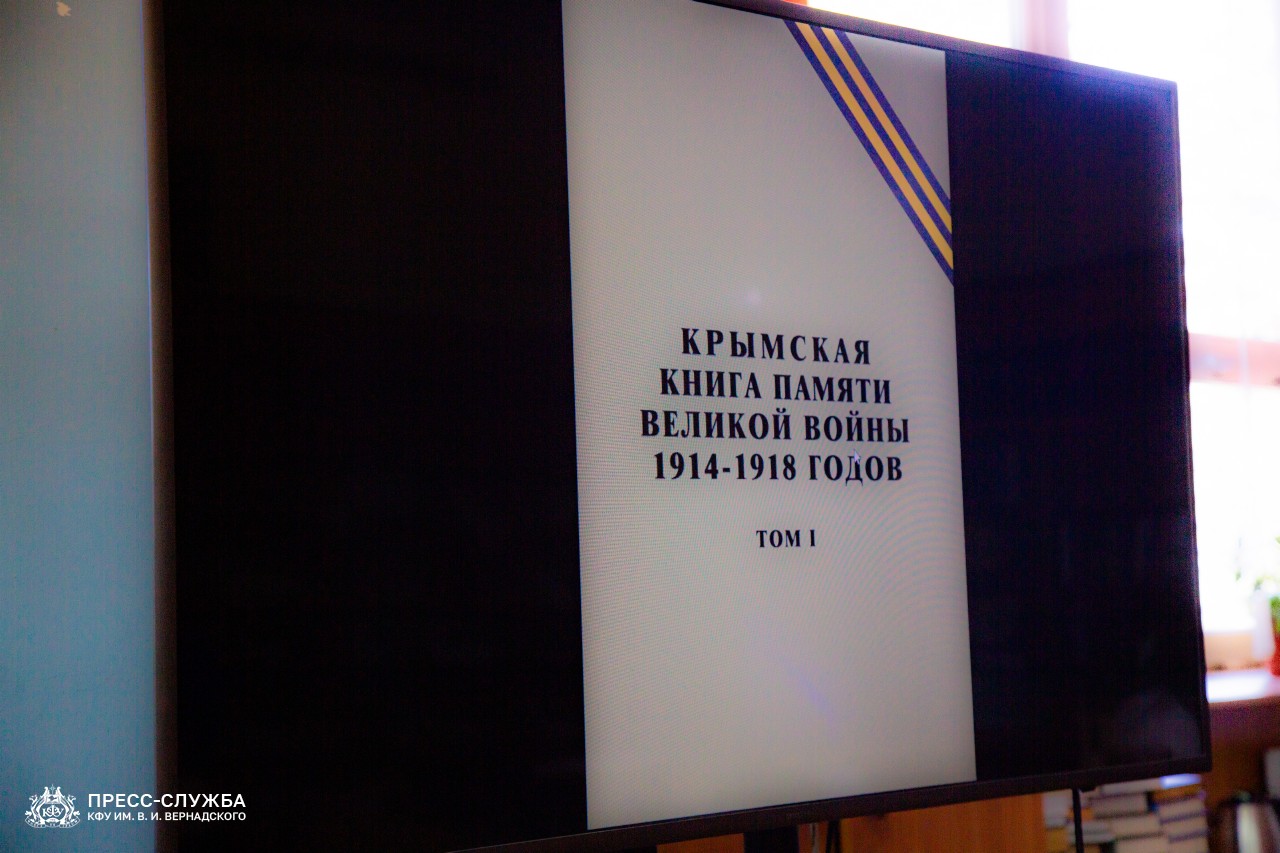 КРЫМСКАЯ
КНИГА ПАМЯТИ
ВЕЛИКОЙ ВОЙНЫ
1914-1918 ГОДОВ
ТОМ I
ПРЕСС-СЛУЖБА
КФУ ИМ. В. И. ВЕРНАДСКОГО